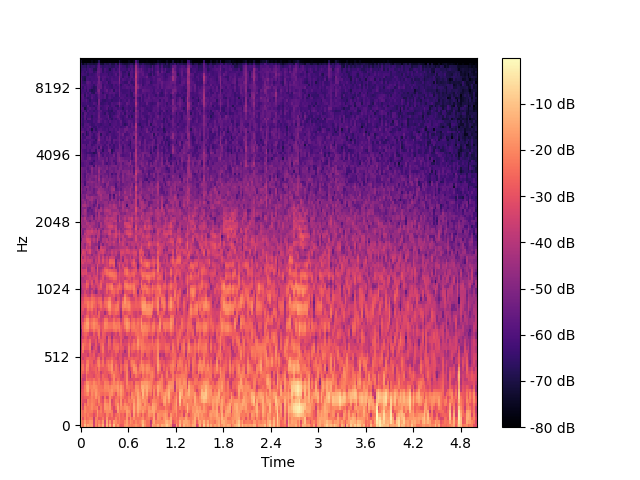 8192
4096
2048
1024
512
0
Hz
0 0.6 1.2 1.8 2.4 3 3.6 4.2 4.8
Time
-10 dB
-20 dB
-30 dB
-40 dB
-50 dB
-60 dB
-70 dB
-80 dB